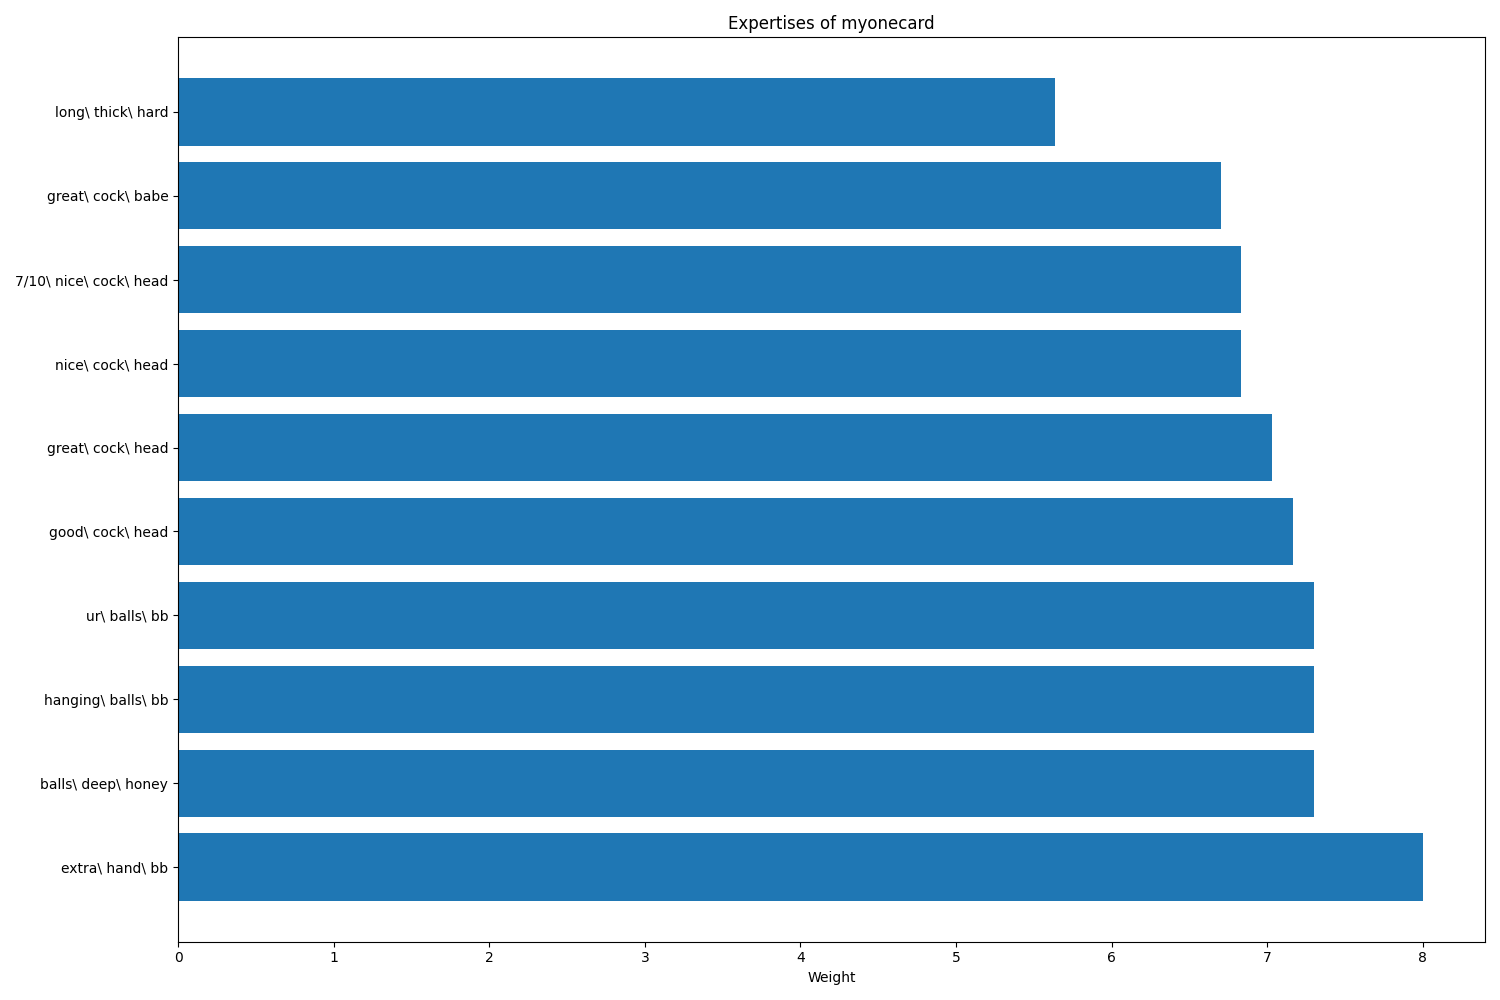 Expertises of myonecard
long\ thick\ hard
great\ cock\ babe
7/10\ nice\ cock\ head
nice\ cock\ head
great\ cock\ head
good\ cock\ head
ur\ balls\ bb
hanging\ balls\ bb
balls\ deep\ honey
extra\ hand\ bb
0 1 2 3 4 5 6 7 8
Weight